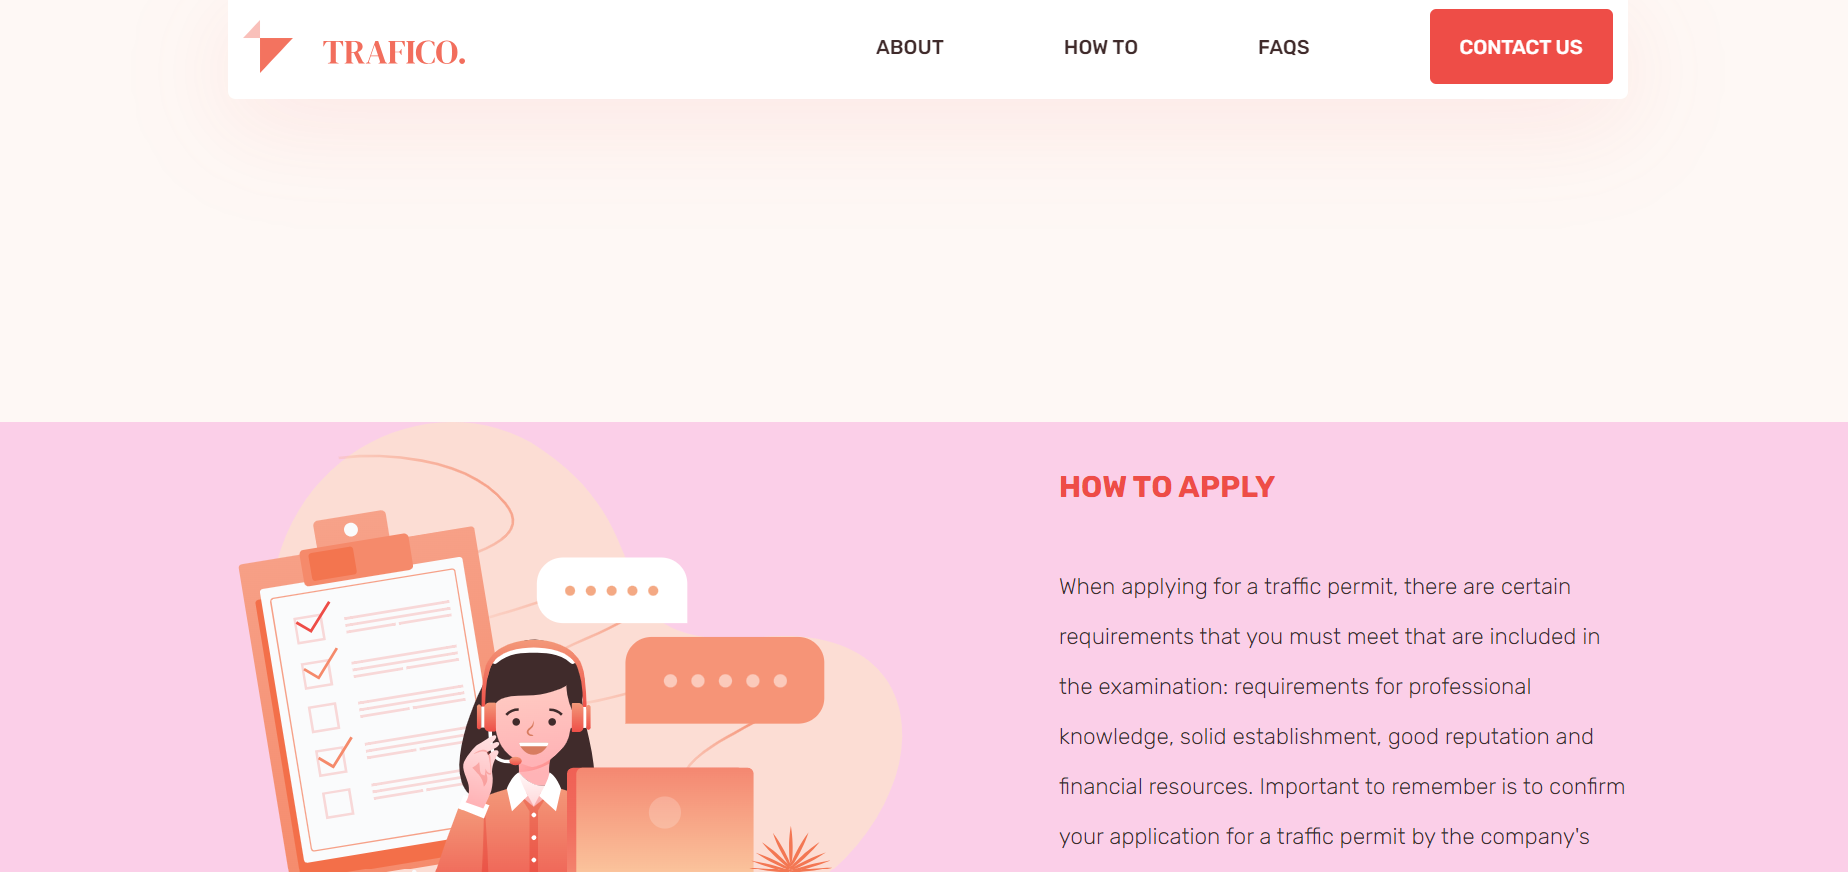 TRAFICO.
ABOUT
HOW TO
FAQS
CONTACT US
HOW TO APPLY
When applying for a traffic permit, there are certain
requirements that you must meet that are included in
the examination: requirements for professional
knowledge, solid establishment, good reputation and
financial resources. Important to remember is to confirm
your application for a traffic permit by the company's